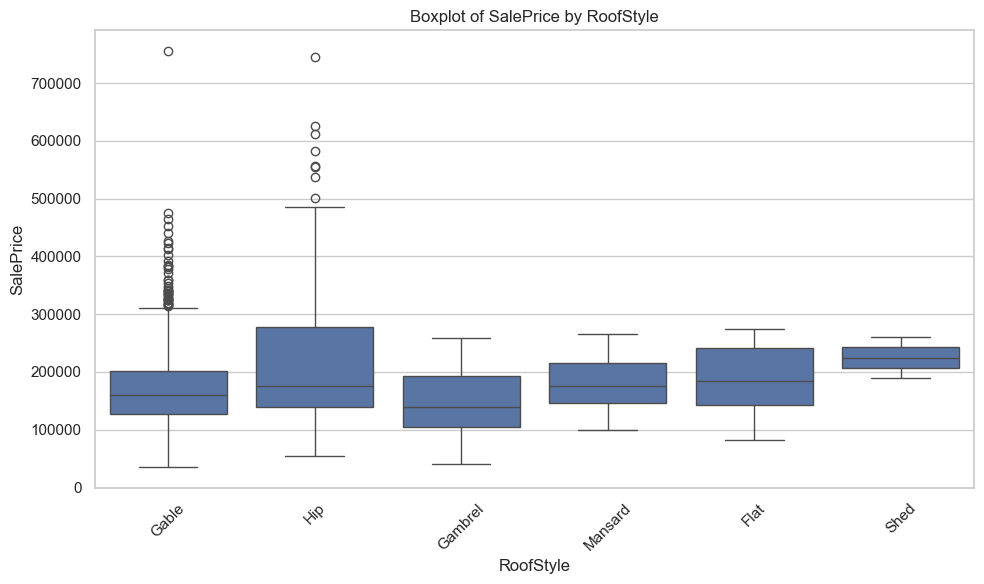 Boxplot of SalePrice by RoofStyle
SalePrice
700000
600000
500000
400000
300000
200000
100000
0
Gable
Hip
Gambrel
Mansard
Flat
Shed
RoofStyle